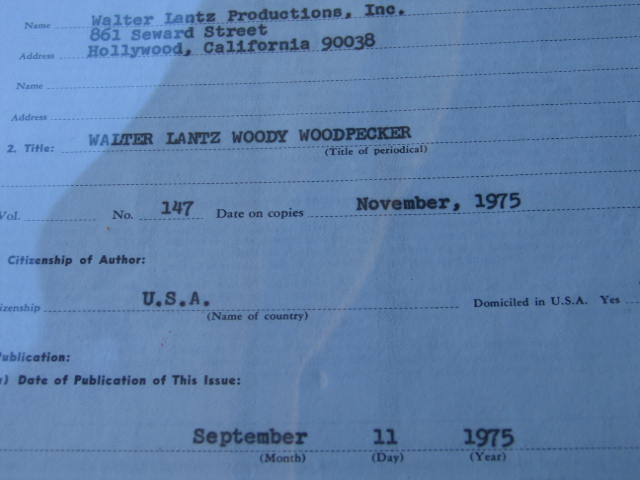 Name Walter Lantz Productions, Inc.
861 Seward Street
Address Hollywood, California 90038
Name
Address
2. Title: WALTER LANTZ WOODY WOODPECKER
(Title of periodical)
Vol. No. 147 Date on copies November, 1975
Citizenship of Author:
izenship U.S.A. Domiciled in U.S.A. Yes
(Name of country)
ublication:
) Date of Publication of This Issue:
September 11 1975
(Month) (Day) (Year)